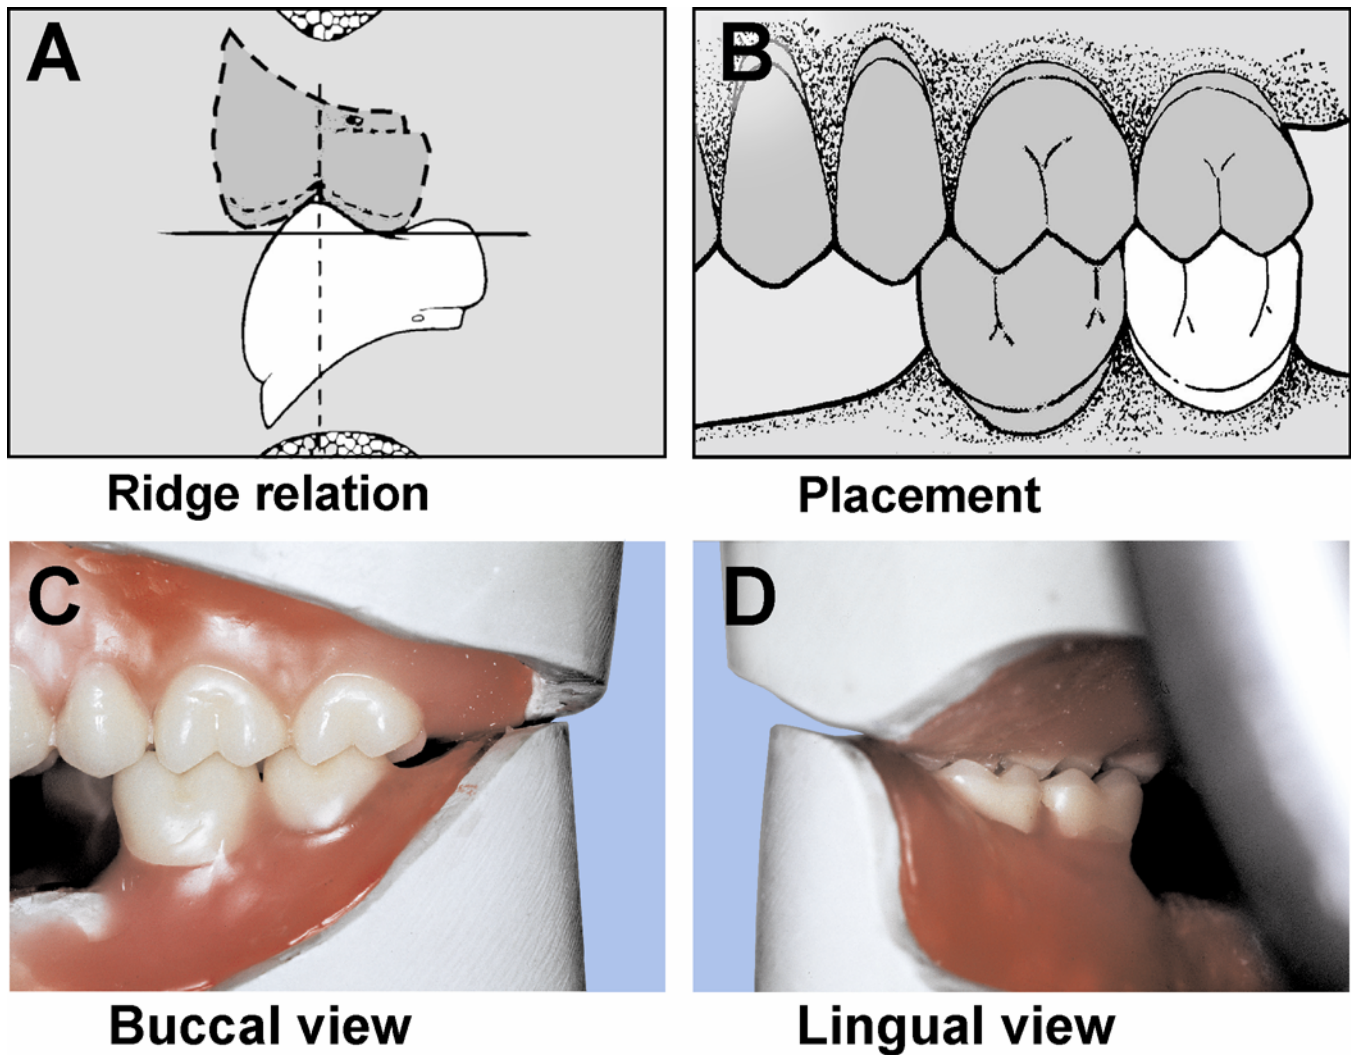 A
B
Ridge relation
Placement
C
D
Buccal view
Lingual view